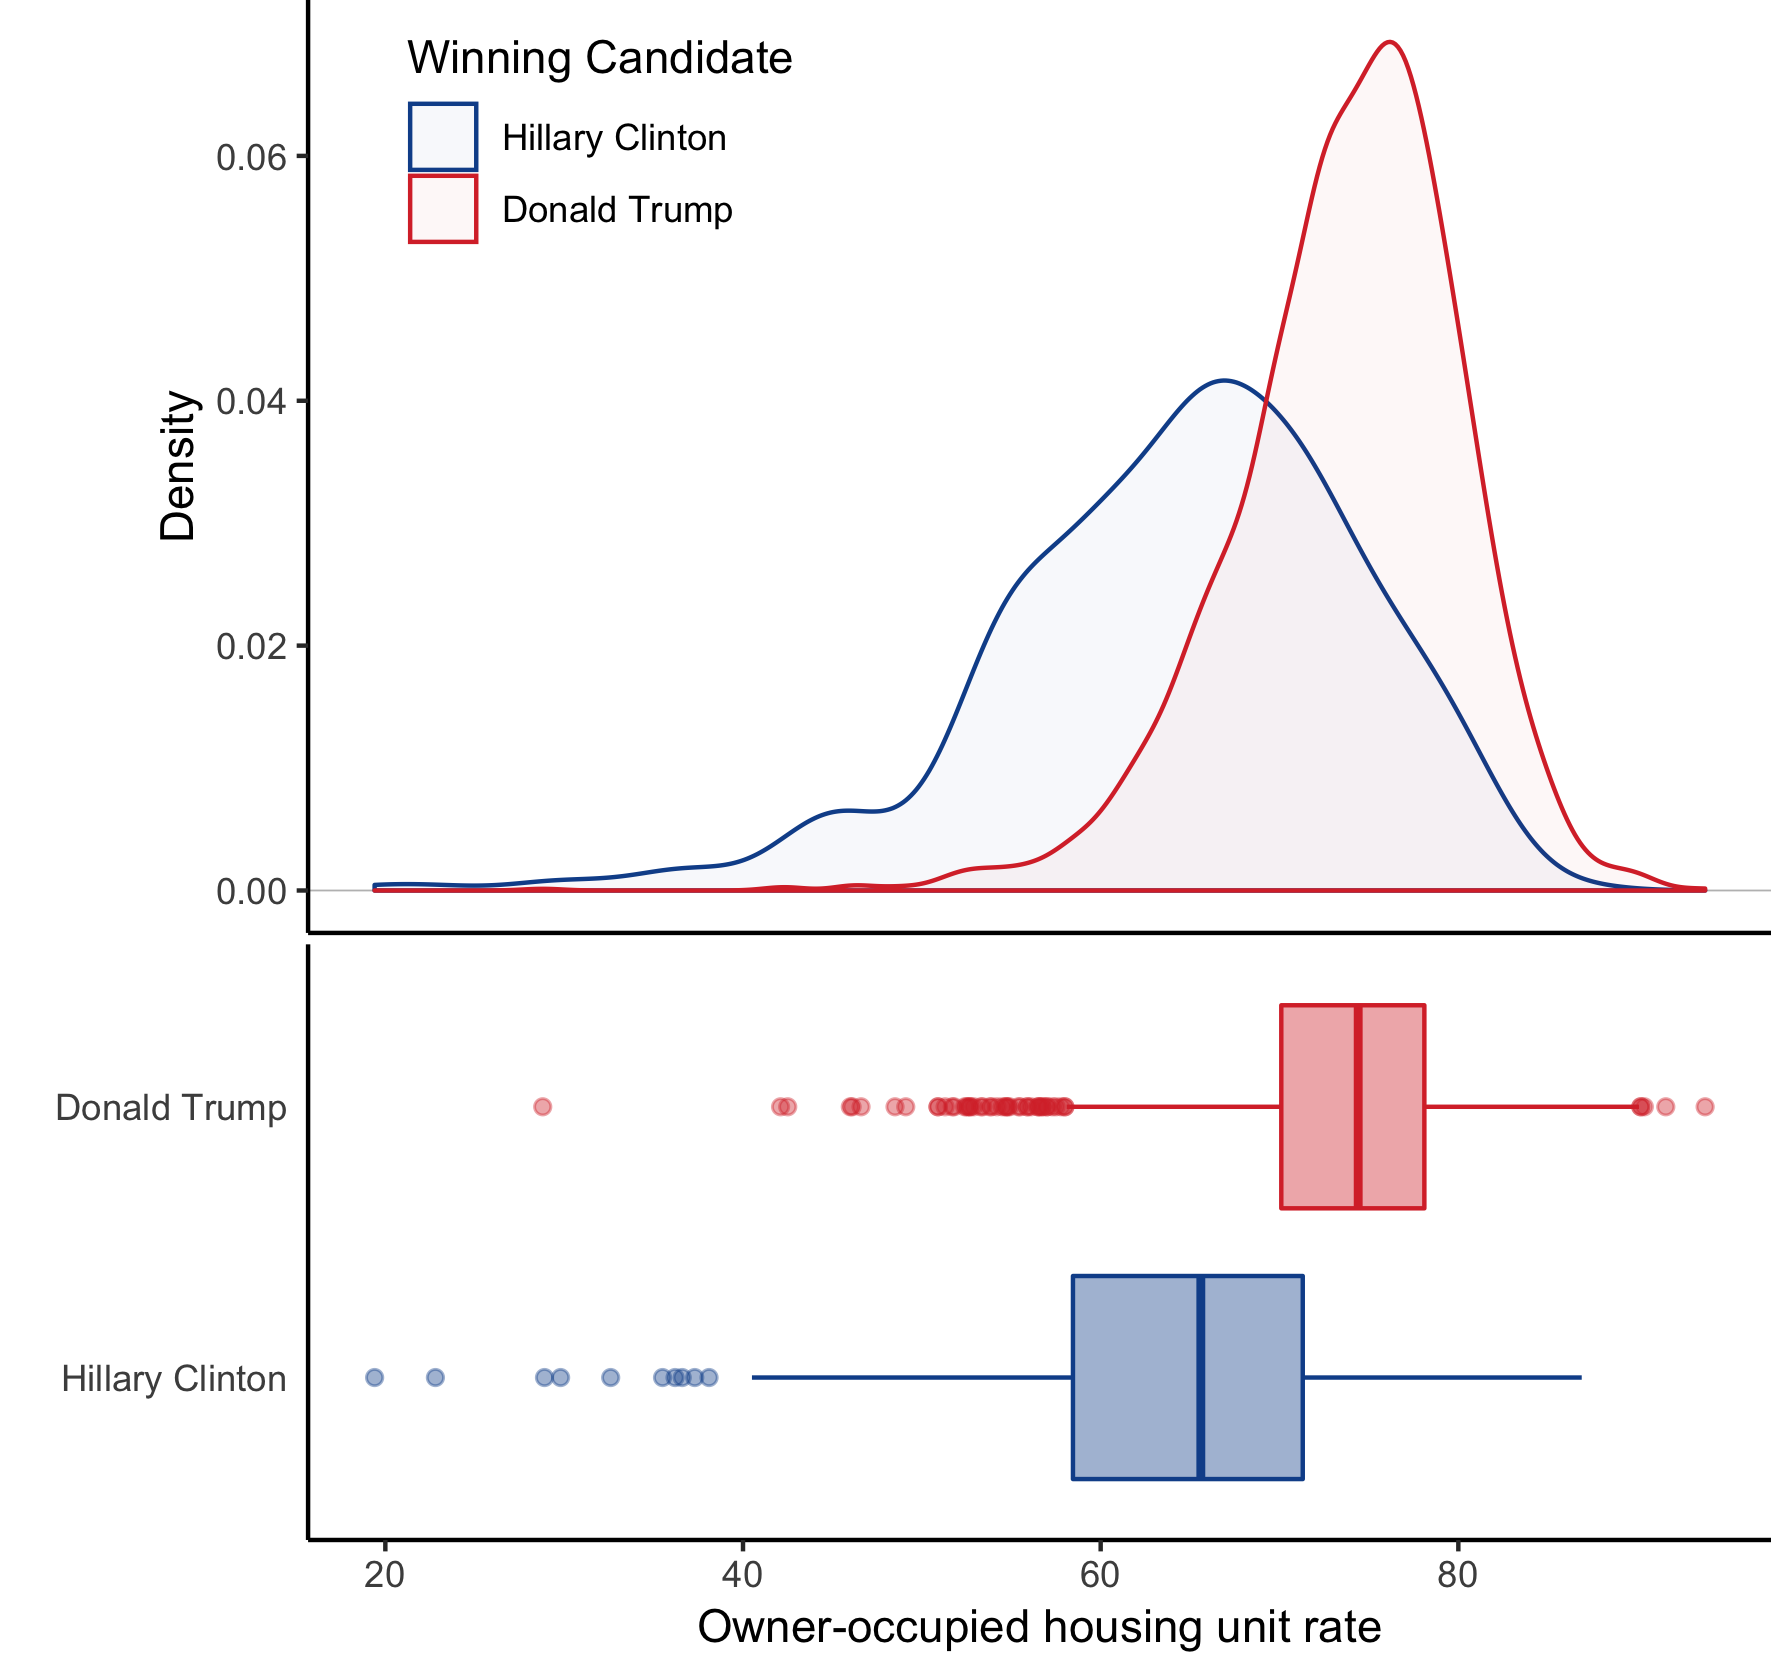 Winning Candidate
Hillary Clinton
Donald Trump
0.06
0.04
0.02
0.00
Density
Donald Trump
Hillary Clinton
20 40 60 80
Owner-occupied housing unit rate